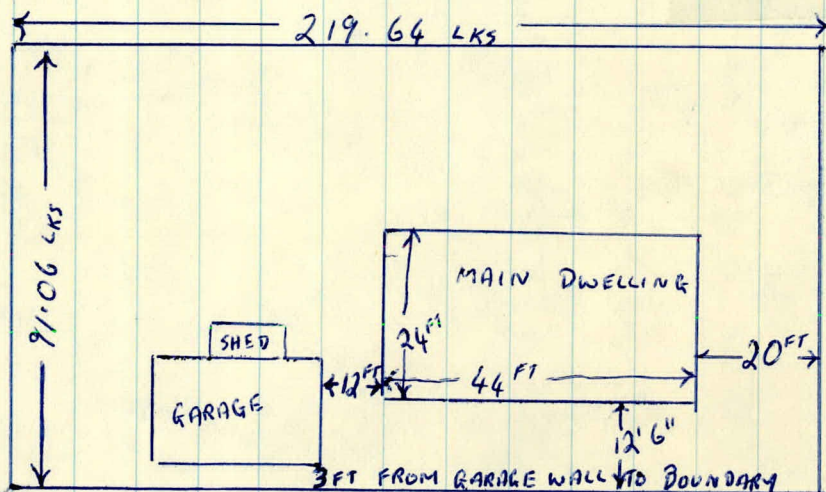 219.64 LKS
91.06 LKS
MAIN DWELLING
SHED
24FT
20FT
12FT
44FT
GARAGE
12'6"
3FT FROM GARAGE WALL TO BOUNDARY